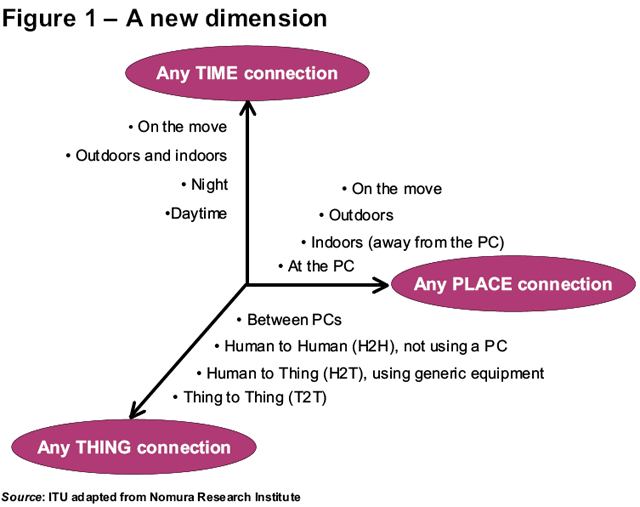 Figure 1 – A new dimension
Any TIME connection
• On the move
• Outdoors and indoors
• Night
•Daytime
• On the move
• Outdoors
• Indoors (away from the PC)
• At the PC
Any PLACE connection
• Between PCs
• Human to Human (H2H), not using a PC
• Human to Thing (H2T), using generic equipment
• Thing to Thing (T2T)
Any THING connection
Source: ITU adapted from Nomura Research Institute